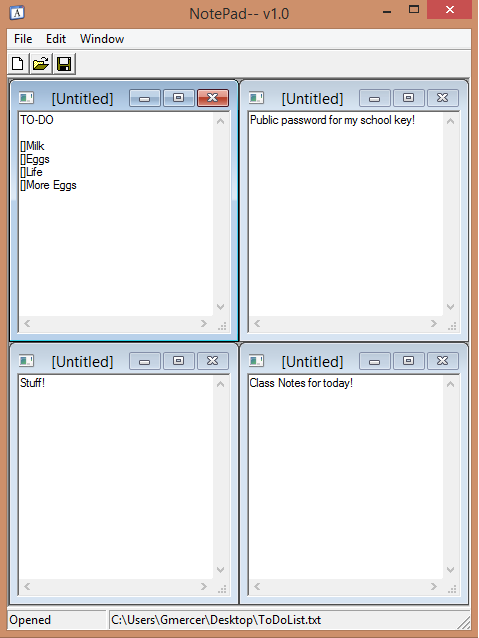 NotePad-- v1.0
File Edit Window
[Untitled]
TO-DO
[]Milk
[]Eggs
[]Life
[]More Eggs
[Untitled]
Public password for my school key!
[Untitled]
Stuff!
[Untitled]
Class Notes for today!
Opened
C:\Users\Gmercer\Desktop\ToDoList.txt